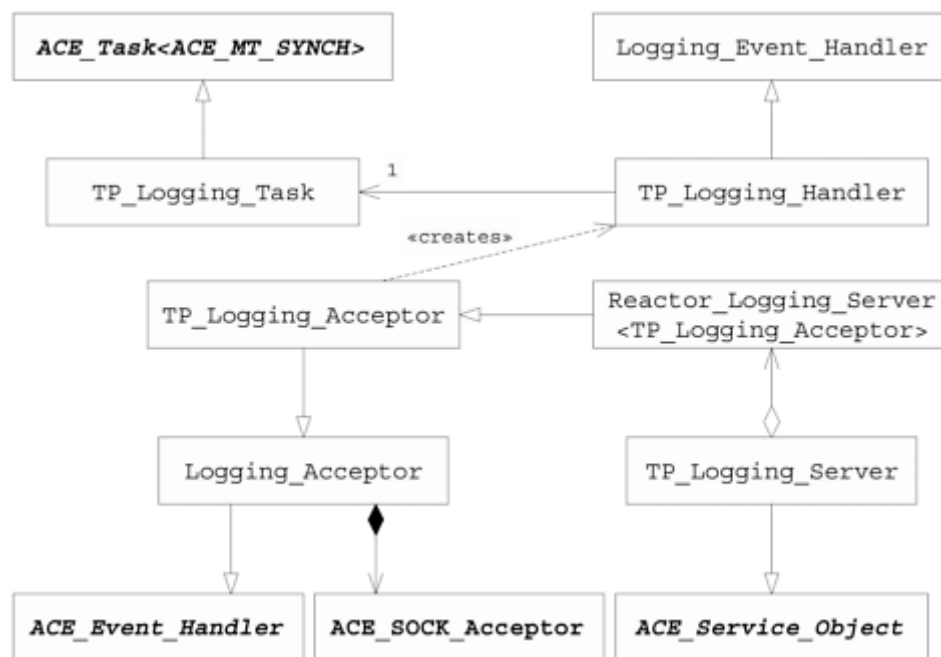 ACE_Task<ACE_MT_SYNCH>
Logging_Event_Handler
TP_Logging_Task
1
TP_Logging_Handler
«creates»
TP_Logging_Acceptor
Reactor_Logging_Server
<TP_Logging_Acceptor>
Logging_Acceptor
TP_Logging_Server
ACE_Event_Handler
ACE_SOCK_Acceptor
ACE_Service_Object